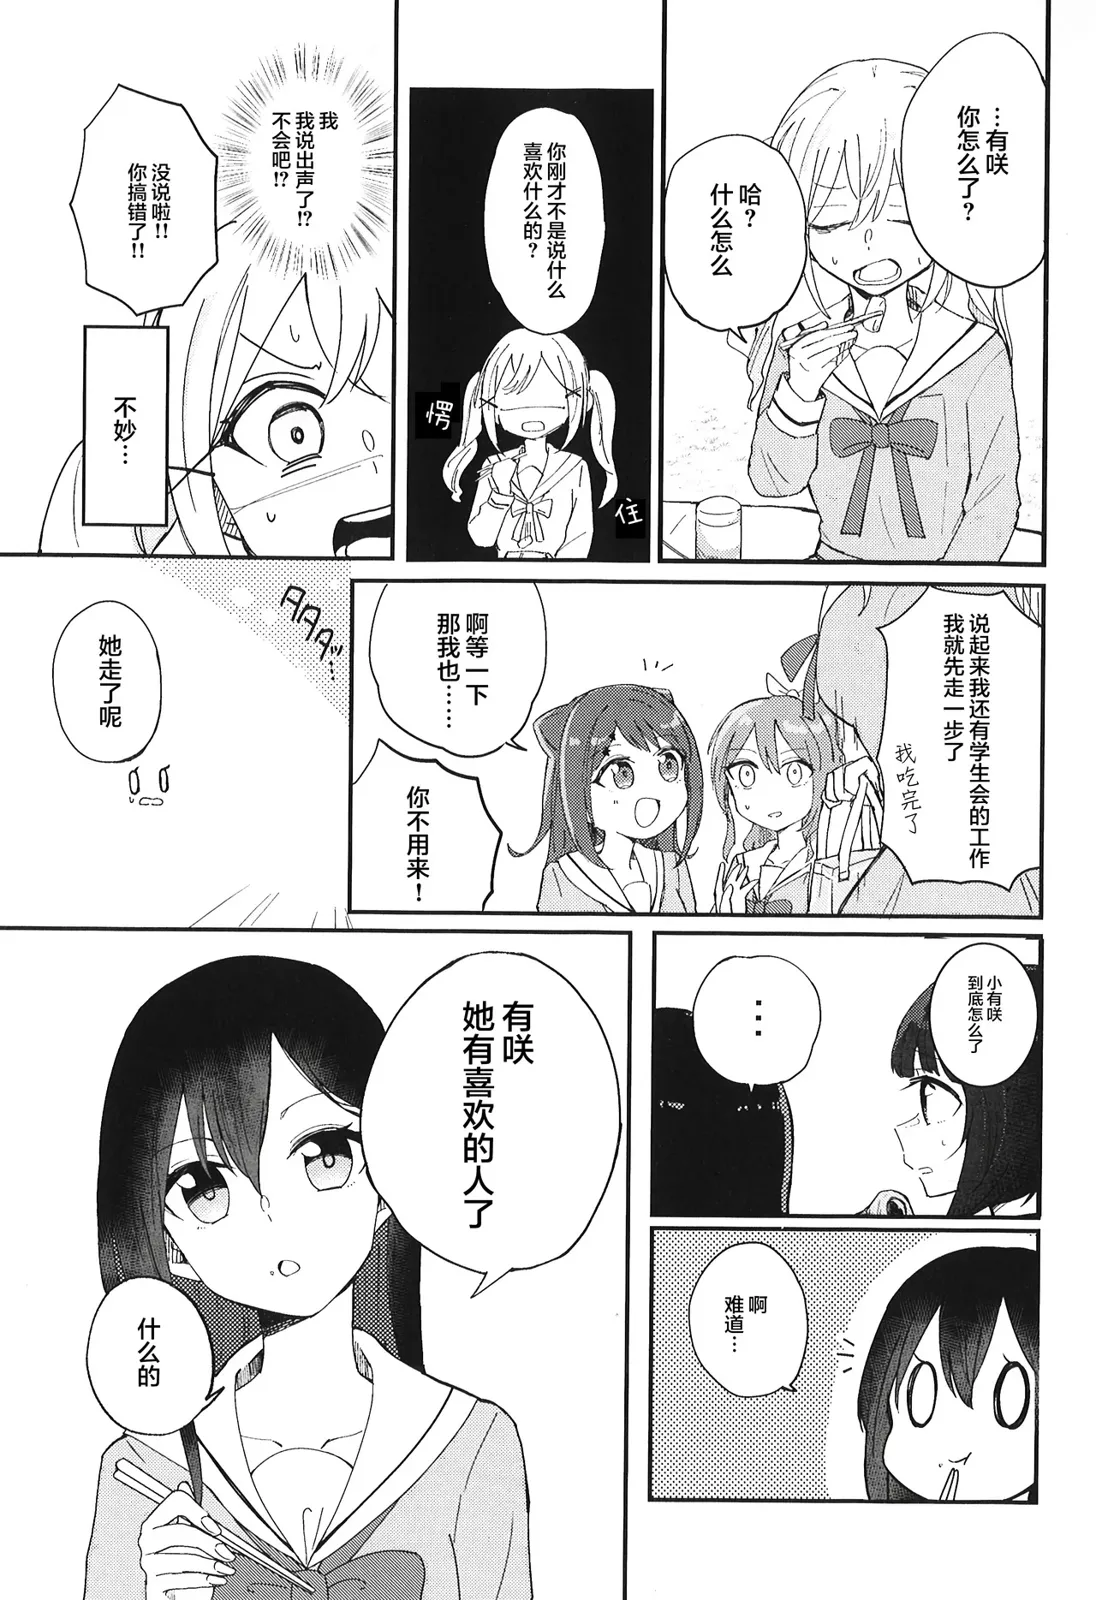 …有咲
你怎么了?
哈?
什么怎么
你刚才不是说什么
喜欢什么的?
愣
住
我
我说出声了!?
不会吧!?
没说啦!!
你搞错了!!
不妙…
说起来我还有学生会的工作
我就先走一步了
我吃完了
啊等一下
那我也……
你不用来!
AAA…
她走了呢
小有咲
到底怎么了
…
啊
难道…
有咲
她有喜欢的人了
什么的